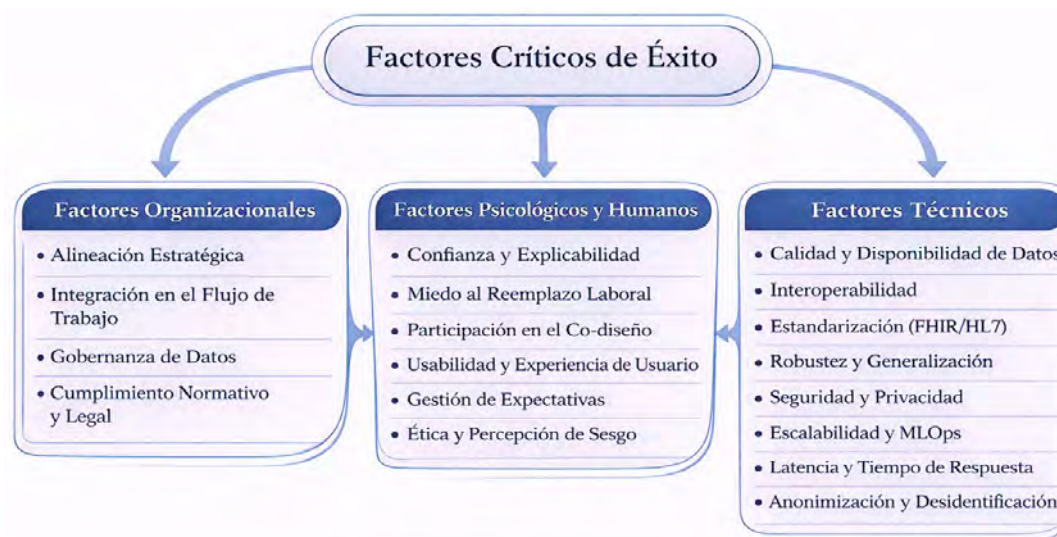 Factores Críticos de Éxito
Factores Organizacionales
• Alineación Estratégica
• Integración en el Flujo de
Trabajo
• Gobernanza de Datos
• Cumplimiento Normativo
y Legal
Factores Psicológicos y Humanos
• Confianza y Explicabilidad
• Miedo al Reemplazo Laboral
• Participación en el Co-diseño
• Usabilidad y Experiencia de Usuario
• Gestión de Expectativas
• Ética y Percepción de Sesgo
Factores Técnicos
• Calidad y Disponibilidad de Datos
• Interoperabilidad
• Estandarización (FHIR/HL7)
• Robustez y Generalización
• Seguridad y Privacidad
• Escalabilidad y MLOps
• Latencia y Tiempo de Respuesta
• Anonimización y Desidentificación